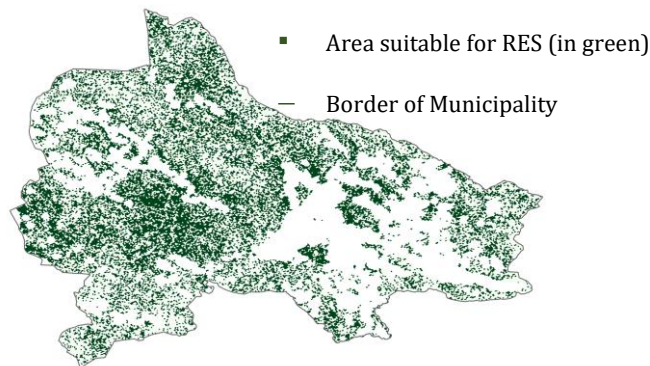 Area suitable for RES (in green)
Border of Municipality